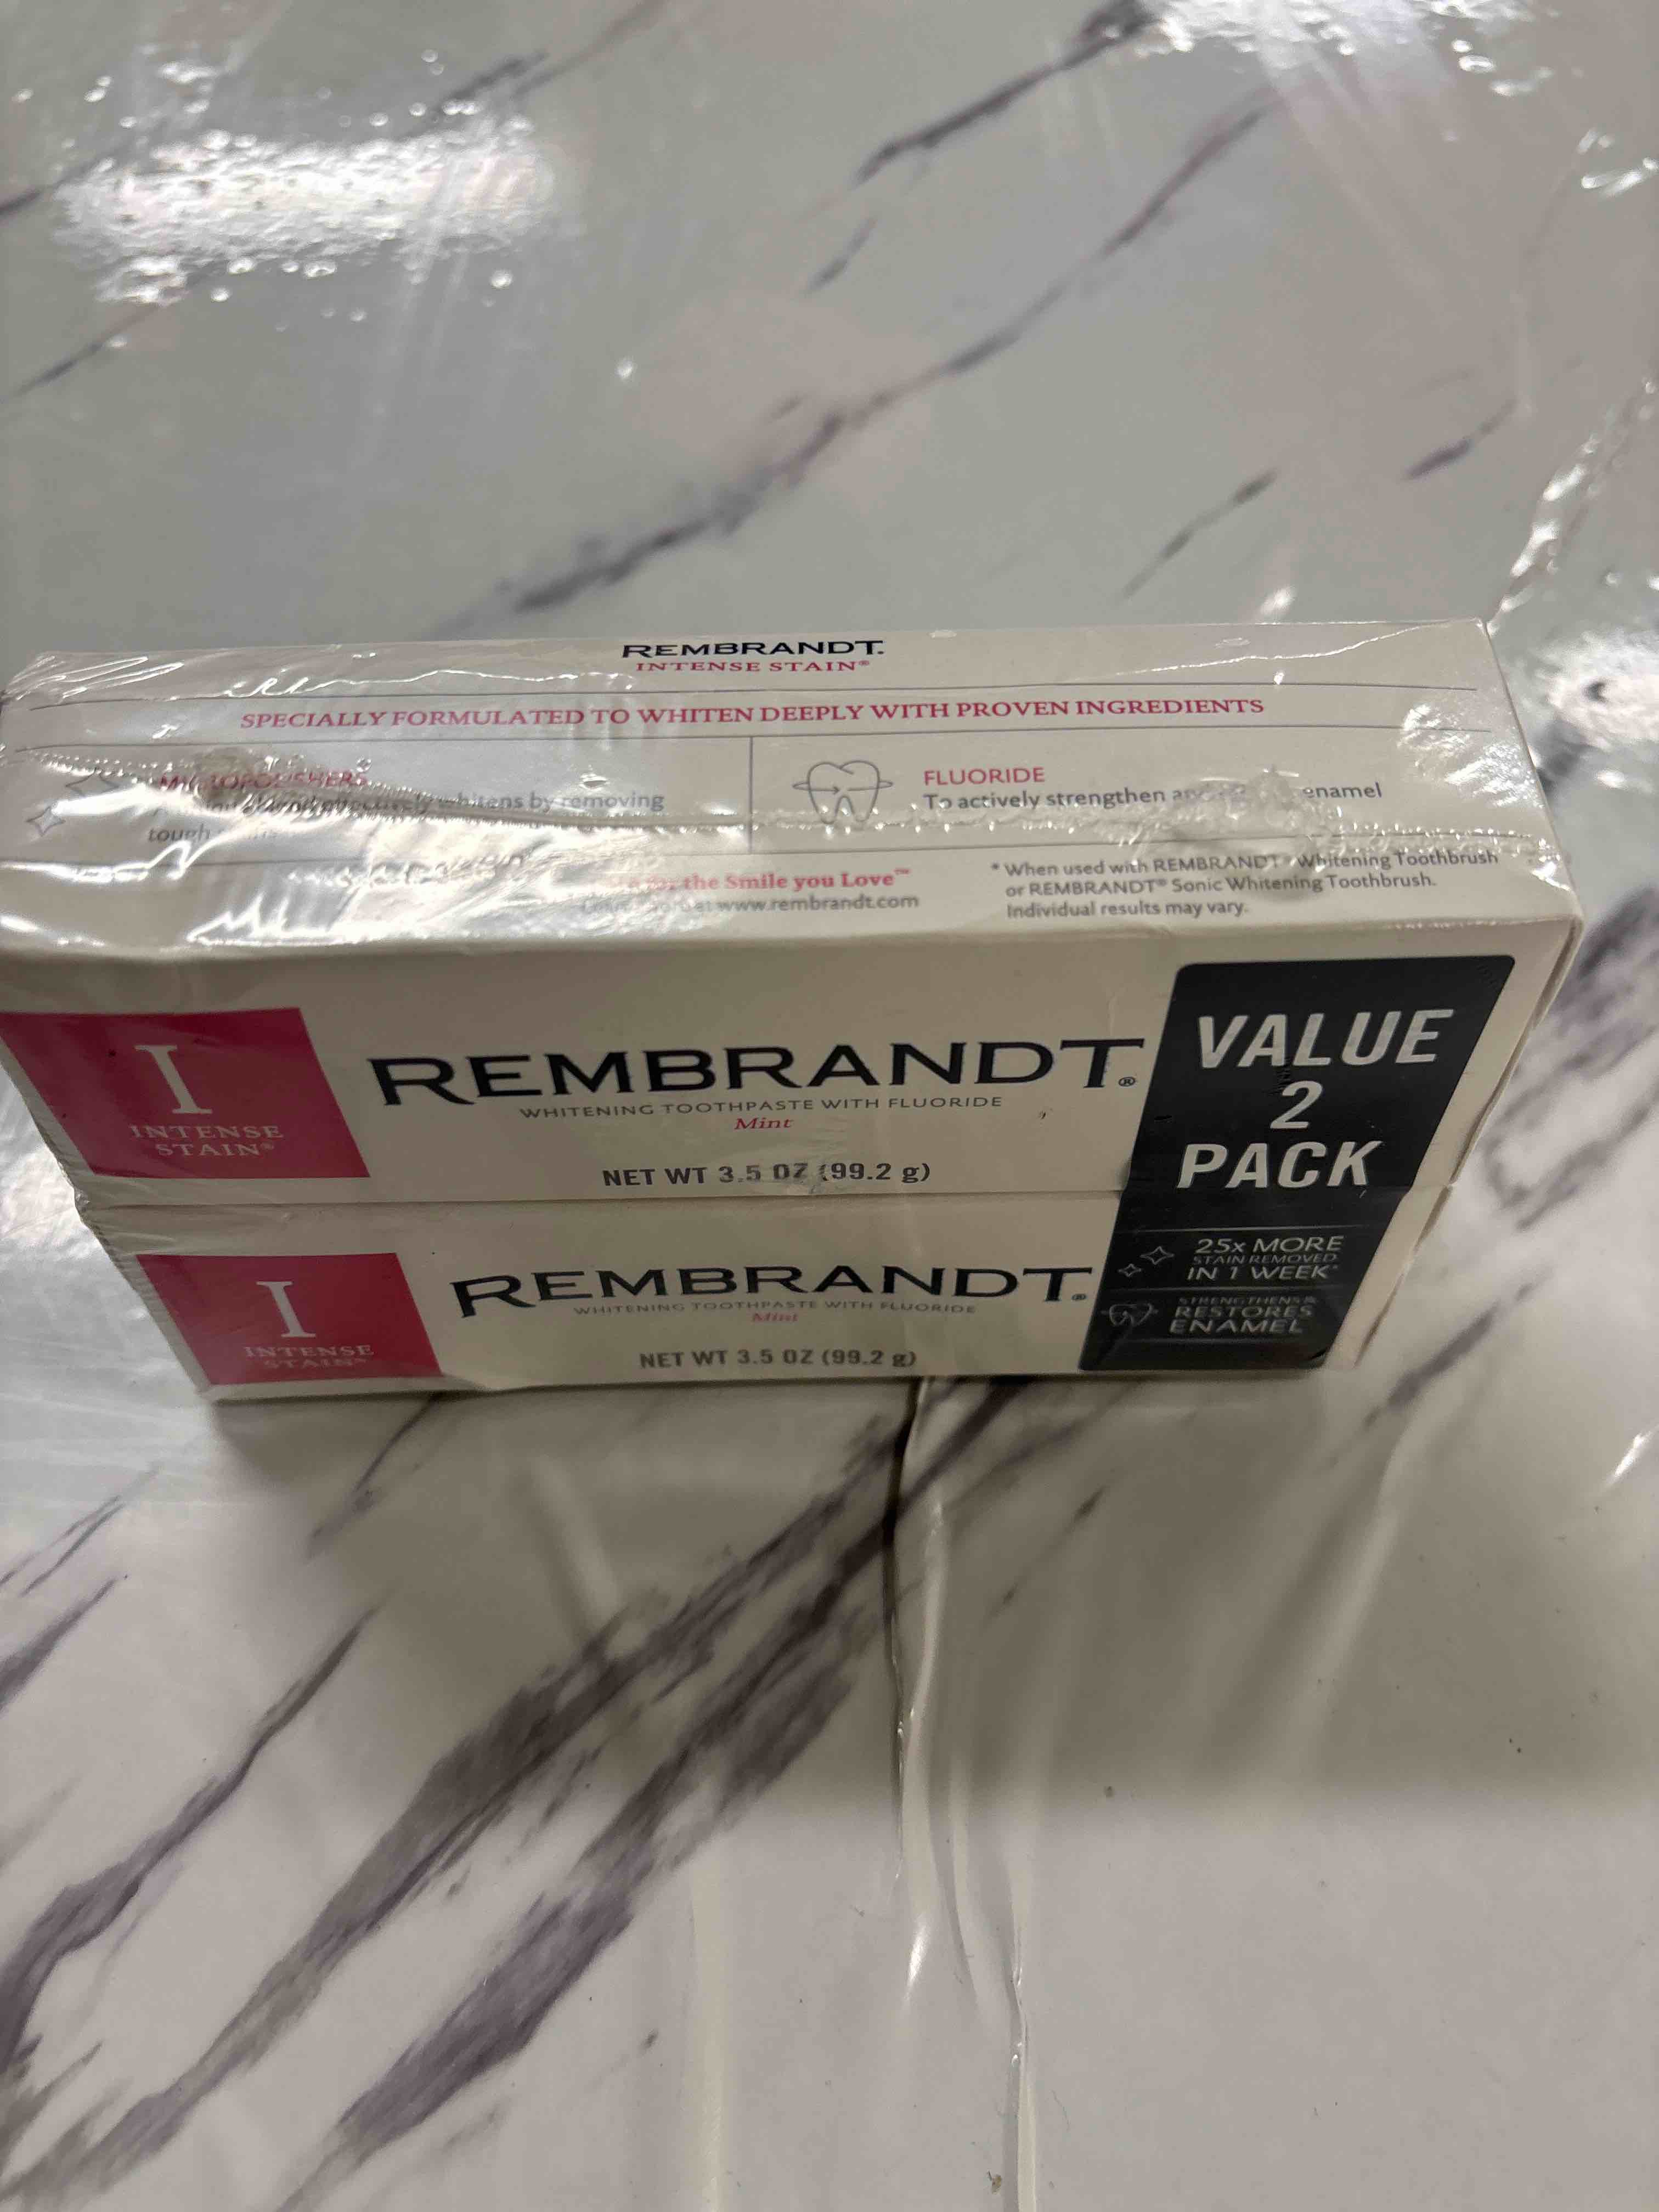 REMBRANDT.
INTENSE STAIN®
SPECIALLY FORMULATED TO WHITEN DEEPLY WITH PROVEN INGREDIENTS
MICROPOLISHERS
whitens by removing
tough
FLUORIDE
To actively strengthen enamel
the Smile you Love™
at www.rembrandt.com
* When used with REMBRANDT® Whitening Toothbrush
or REMBRANDT® Sonic Whitening Toothbrush.
Individual results may vary.
I
INTENSE
STAIN®
REMBRANDT®
WHITENING TOOTHPASTE WITH FLUORIDE
Mint
NET WT 3.5 OZ (99.2 g)
VALUE
2
PACK
I
INTENSE
STAIN®
REMBRANDT®
WHITENING TOOTHPASTE WITH FLUORIDE
Mint
NET WT 3.5 OZ (99.2 g)
25x MORE
STAIN REMOVED
IN 1 WEEK*
STRENGTHENS &
RESTORES
ENAMEL